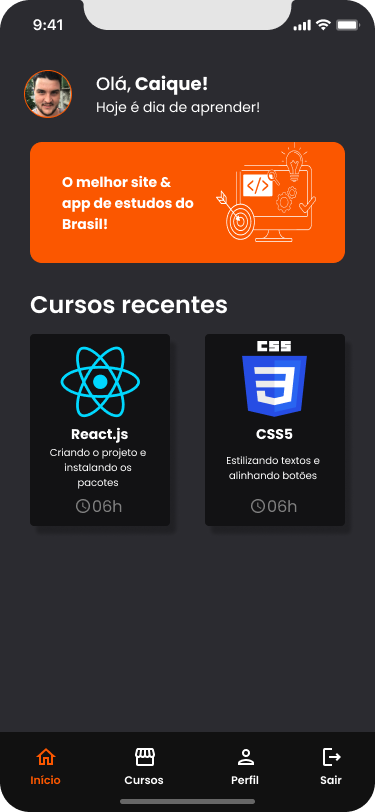 9:41
Olá, Caique!
Hoje é dia de aprender!
O melhor site &
app de estudos do
Brasil!
</>
Cursos recentes
React.js
Criando o projeto e
instalando os
pacotes
06h
CSS
CSS5
Estilizando textos e
alinhando botões
06h
Início
Cursos
Perfil
Sair